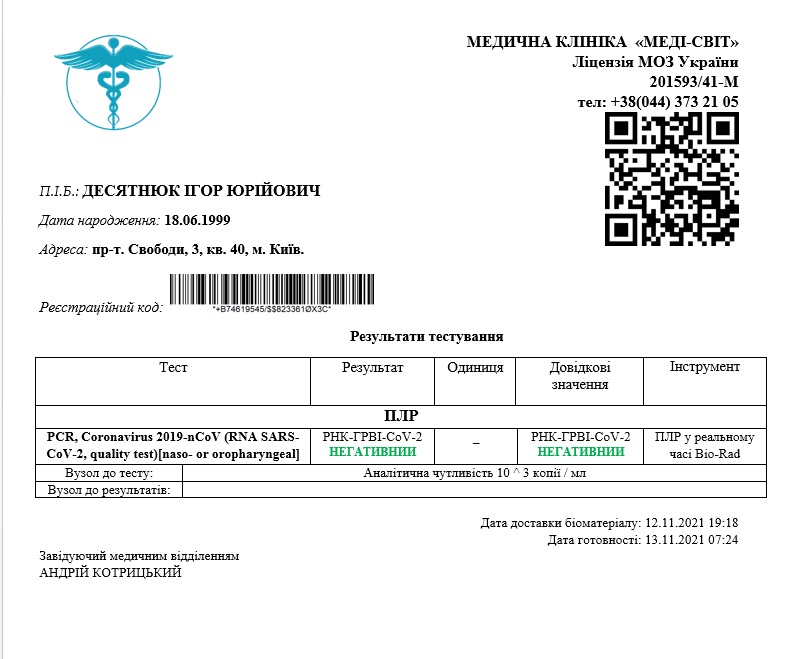 МЕДИЧНА КЛІНІКА «МЕДІ-СВІТ»
Ліцензія МОЗ України
201593/41-М
тел: +38(044) 373 21 05
П.І.Б.: ДЕСЯТНЮК ІГОР ЮРІЙОВИЧ
Дата народження: 18.06.1999
Адреса: пр-т. Свободи, 3, кв. 40, м. Київ.
Реєстраційний код:
*+B74619545/$$823361ØX3C*
Результати тестування
Тест Результат Одиниця Довідкові значення Інструмент
ПЛР
PCR, Coronavirus 2019-nCoV (RNA SARS- РНК-ГРВІ-CoV-2 – РНК-ГРВІ-CoV-2 ПЛР у реальному
CoV-2, quality test)[naso- or oropharyngeal] НЕГАТИВНИИ НЕГАТИВНИИ часі Bio-Rad
Вузол до тесту: Аналітична чутливість 10 ^ 3 копії / мл
Вузол до результатів:
Дата доставки біоматеріалу: 12.11.2021 19:18
Дата готовності: 13.11.2021 07:24
Завідуючий медичним відділенням
АНДРІЙ КОТРИЦЬКИЙ